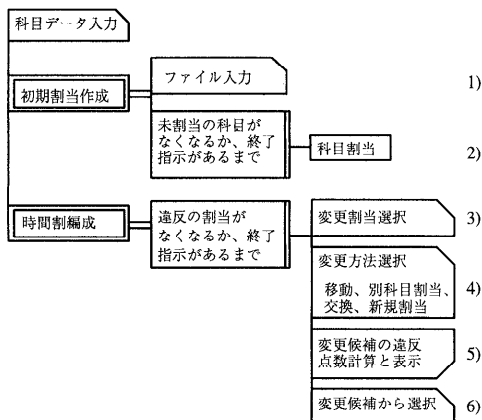 科目データ入力
ファイル入力
1)
初期割当作成
未割当の科目が
なくなるか、終了
指示があるまで
科目割当
2)
時間割編成
違反の割当が
なくなるか、終了
指示があるまで
変更割当選択
3)
変更方法選択
移動、別科目割当、
交換、新規割当
4)
変更候補の違反
点数計算と表示
5)
変更候補から選択
6)